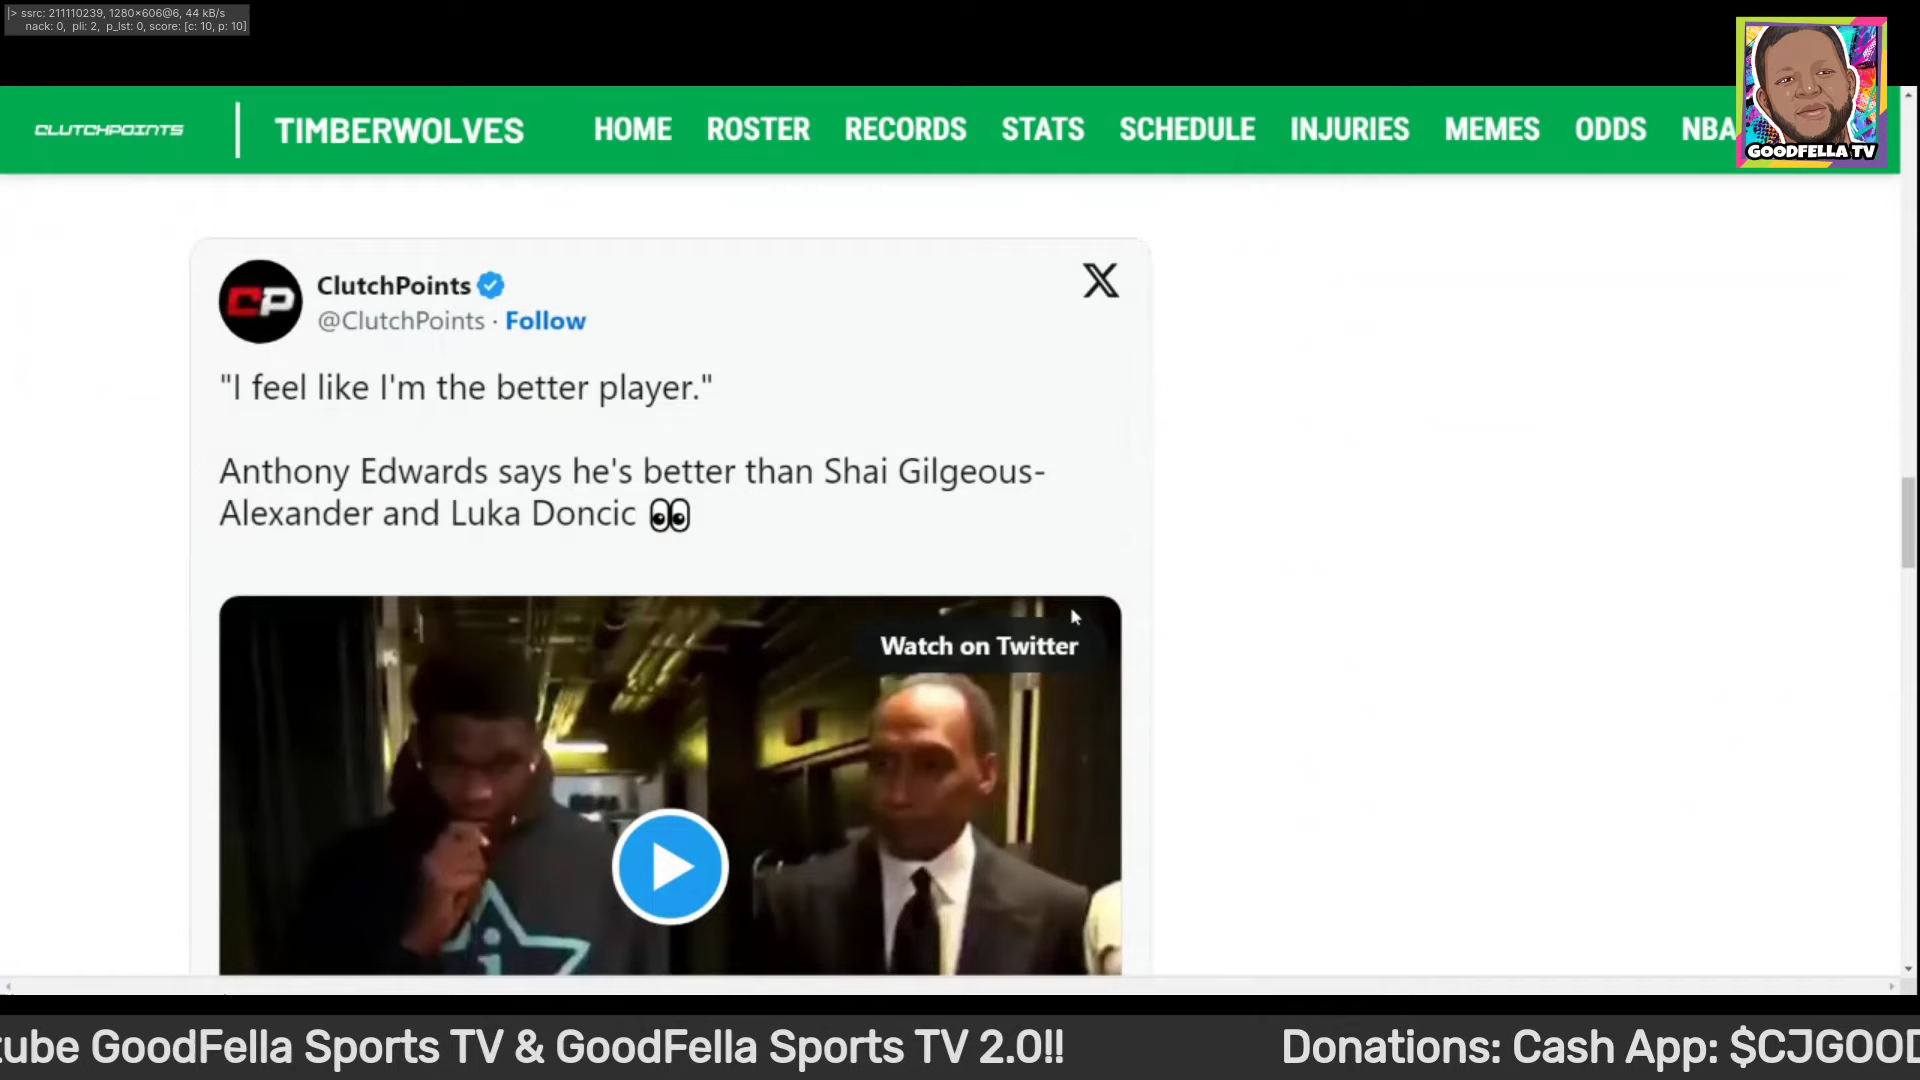 |> ssrc: 211110239, 1280×606@6, 44 kB/s
nack: 0, pli: 2, p_lst: 0, score: [c: 10, p: 10]
GOODFELLA TV
CLUTCHPOINTS | TIMBERWOLVES HOME ROSTER RECORDS STATS SCHEDULE INJURIES MEMES ODDS NBA
CP
ClutchPoints
@ClutchPoints · Follow
X
"I feel like I'm the better player."
Anthony Edwards says he's better than Shai Gilgeous-
Alexander and Luka Doncic 👀
Watch on Twitter
tube GoodFella Sports TV & GoodFella Sports TV 2.0!! Donations: Cash App: $CJGOOD